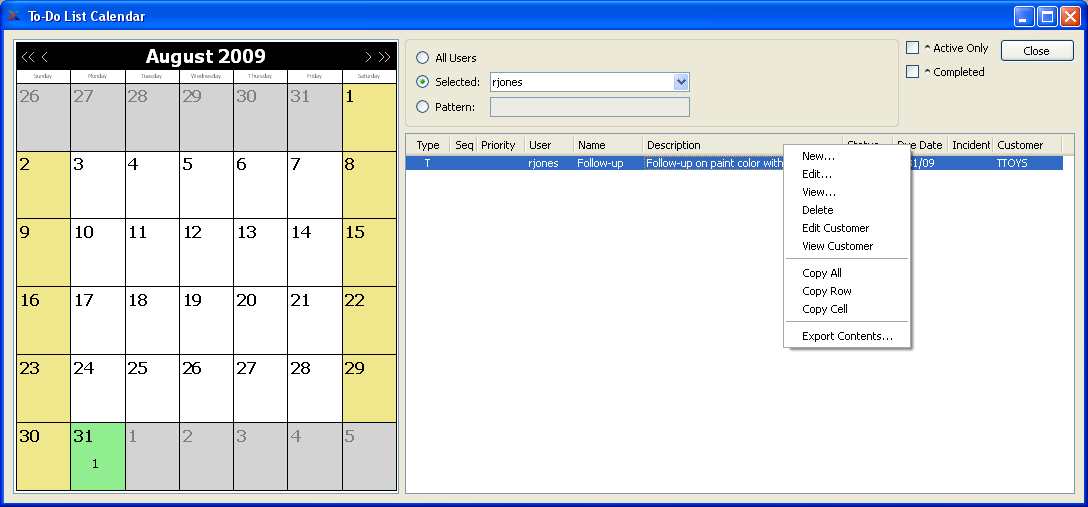 To-Do List Calendar
August 2009
Sunday Monday Tuesday Wednesday Thursday Friday Saturday
26 27 28 29 30 31 1
2 3 4 5 6 7 8
9 10 11 12 13 14 15
16 17 18 19 20 21 22
23 24 25 26 27 28 29
30 31 1 2 3 4 5
1
All Users
Selected: rjones
Pattern:
^ Active Only
^ Completed
Close
Type Seq Priority User Name Description Due Date Incident Customer
T rjones Follow-up Follow-up on paint color with 1/09 TTOYS
New...
Edit...
View...
Delete
Edit Customer
View Customer
Copy All
Copy Row
Copy Cell
Export Contents...